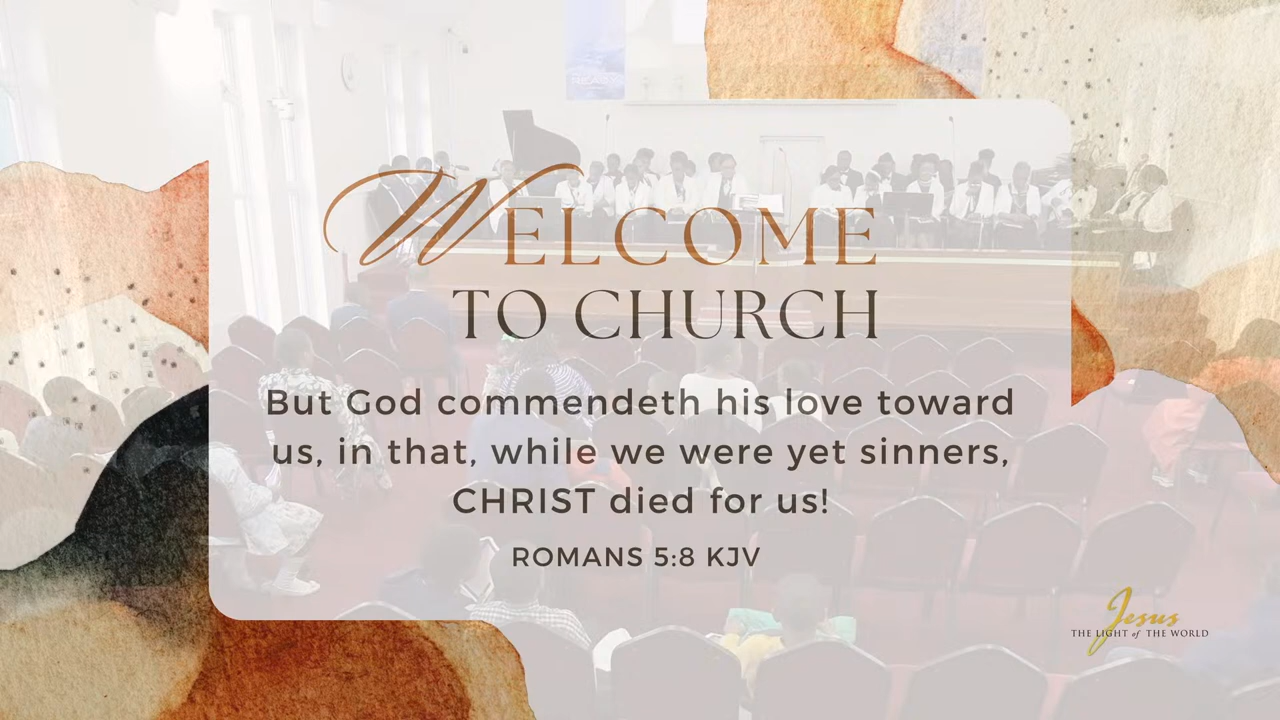 WELCOME
TO CHURCH
But God commendeth his love toward
us, in that, while we were yet sinners,
CHRIST died for us!
ROMANS 5:8 KJV
Jesus
THE LIGHT of THE WORLD